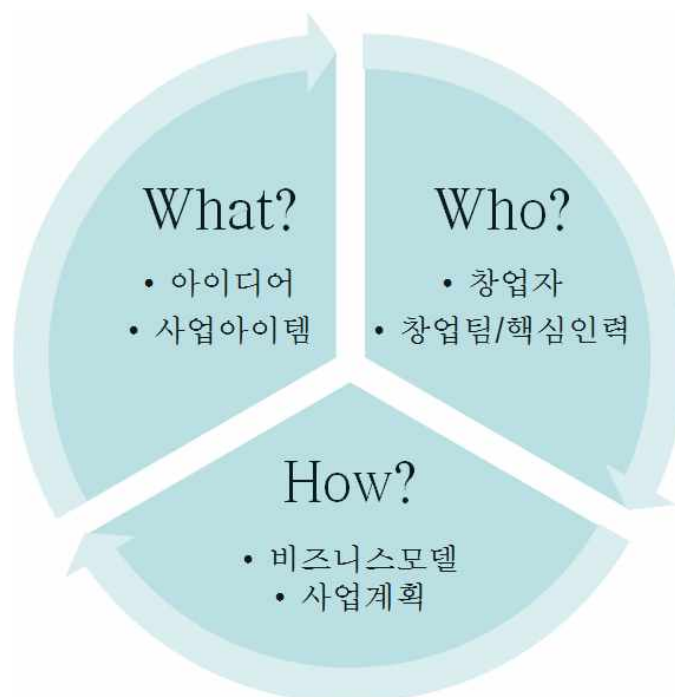 What?
• 아이디어
• 사업아이템
Who?
• 창업자
• 창업팀/핵심인력
How?
• 비즈니스모델
• 사업계획